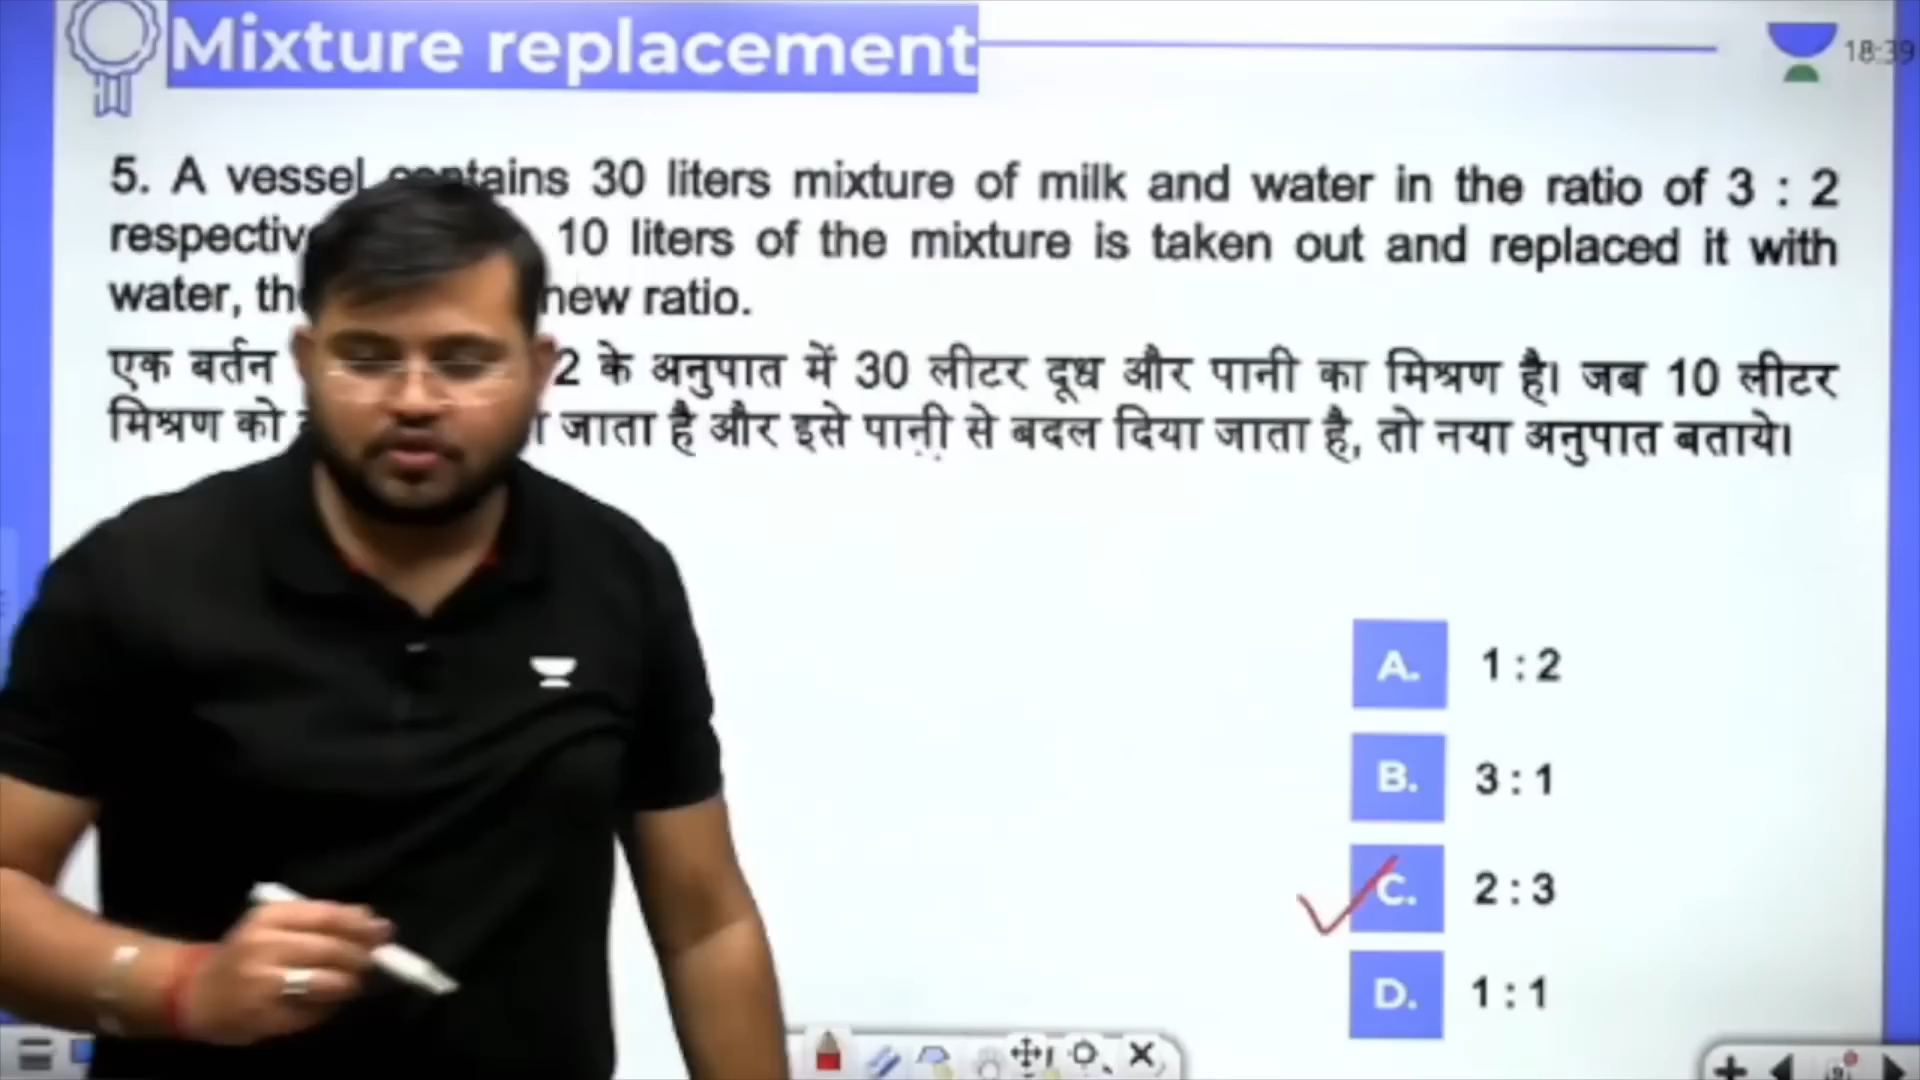 Mixture replacement
18:39
5. A vessel contains 30 liters mixture of milk and water in the ratio of 3 : 2
10 liters of the mixture is taken out and replaced it with
water, new ratio.
एक बर्तन 2 के अनुपात में 30 लीटर दूध और पानी का मिश्रण है। जब 10 लीटर
मिश्रण को जाता है और इसे पानी से बदल दिया जाता है, तो नया अनुपात बताये।
A. 1 : 2
B. 3 : 1
C. 2 : 3
D. 1 : 1